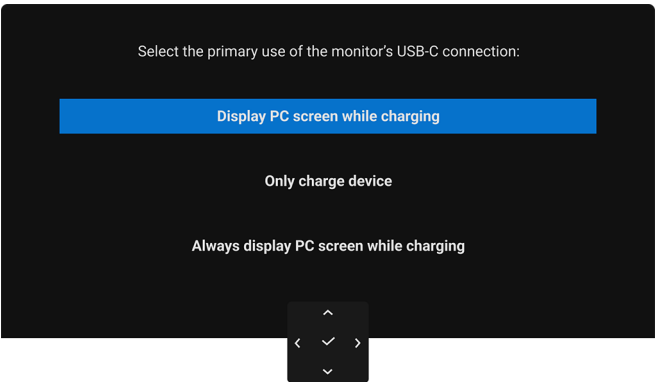 Select the primary use of the monitor’s USB-C connection:
Display PC screen while charging
Only charge device
Always display PC screen while charging